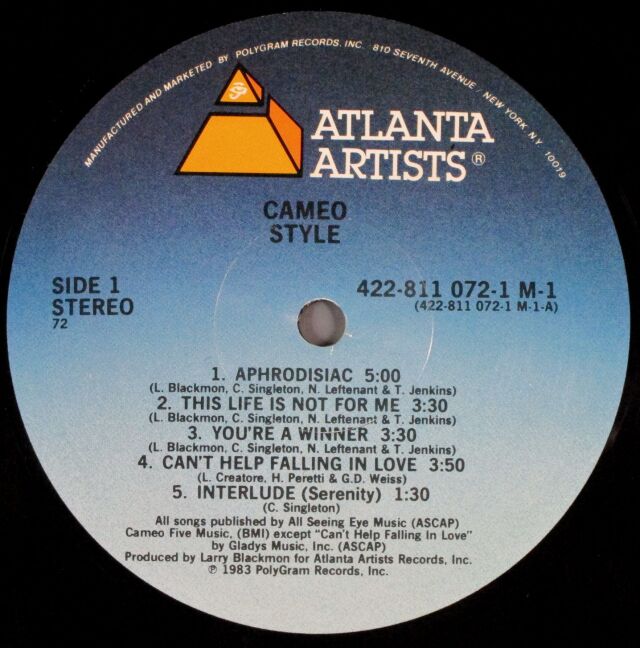 MANUFACTURED AND MARKETED BY POLYGRAM RECORDS, INC. 810 SEVENTH AVENUE · NEW YORK, N.Y. 10019
ATLANTA
ARTISTS®
CAMEO
STYLE
SIDE 1
STEREO
72
422-811 072-1 M-1
(422-811 072-1 M-1-A)
1. APHRODISIAC 5:00
(L. Blackmon, C. Singleton, N. Leftenant & T. Jenkins)
2. THIS LIFE IS NOT FOR ME 3:30
(L. Blackmon, C. Singleton, N. Leftenant & T. Jenkins)
3. YOU'RE A WINNER 3:30
(L. Blackmon, C. Singleton, N. Leftenant & T. Jenkins)
4. CAN'T HELP FALLING IN LOVE 3:50
(L. Creatore, H. Peretti & G.D. Weiss)
5. INTERLUDE (Serenity) 1:30
(C. Singleton)
All songs published by All Seeing Eye Music (ASCAP)
Cameo Five Music, (BMI) except "Can't Help Falling In Love"
by Gladys Music, Inc. (ASCAP)
Produced by Larry Blackmon for Atlanta Artists Records, Inc.
℗ 1983 PolyGram Records, Inc.